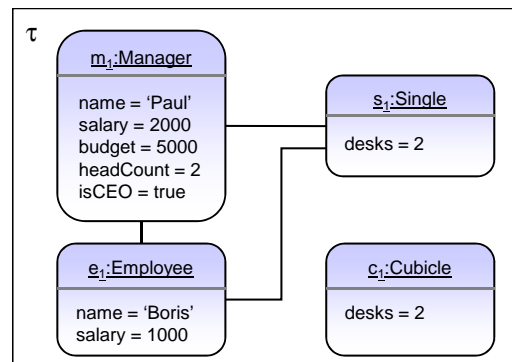 τ
m1:Manager
name = ‘Paul’
salary = 2000
budget = 5000
headCount = 2
isCEO = true
s1:Single
desks = 2
e1:Employee
name = ‘Boris’
salary = 1000
c1:Cubicle
desks = 2